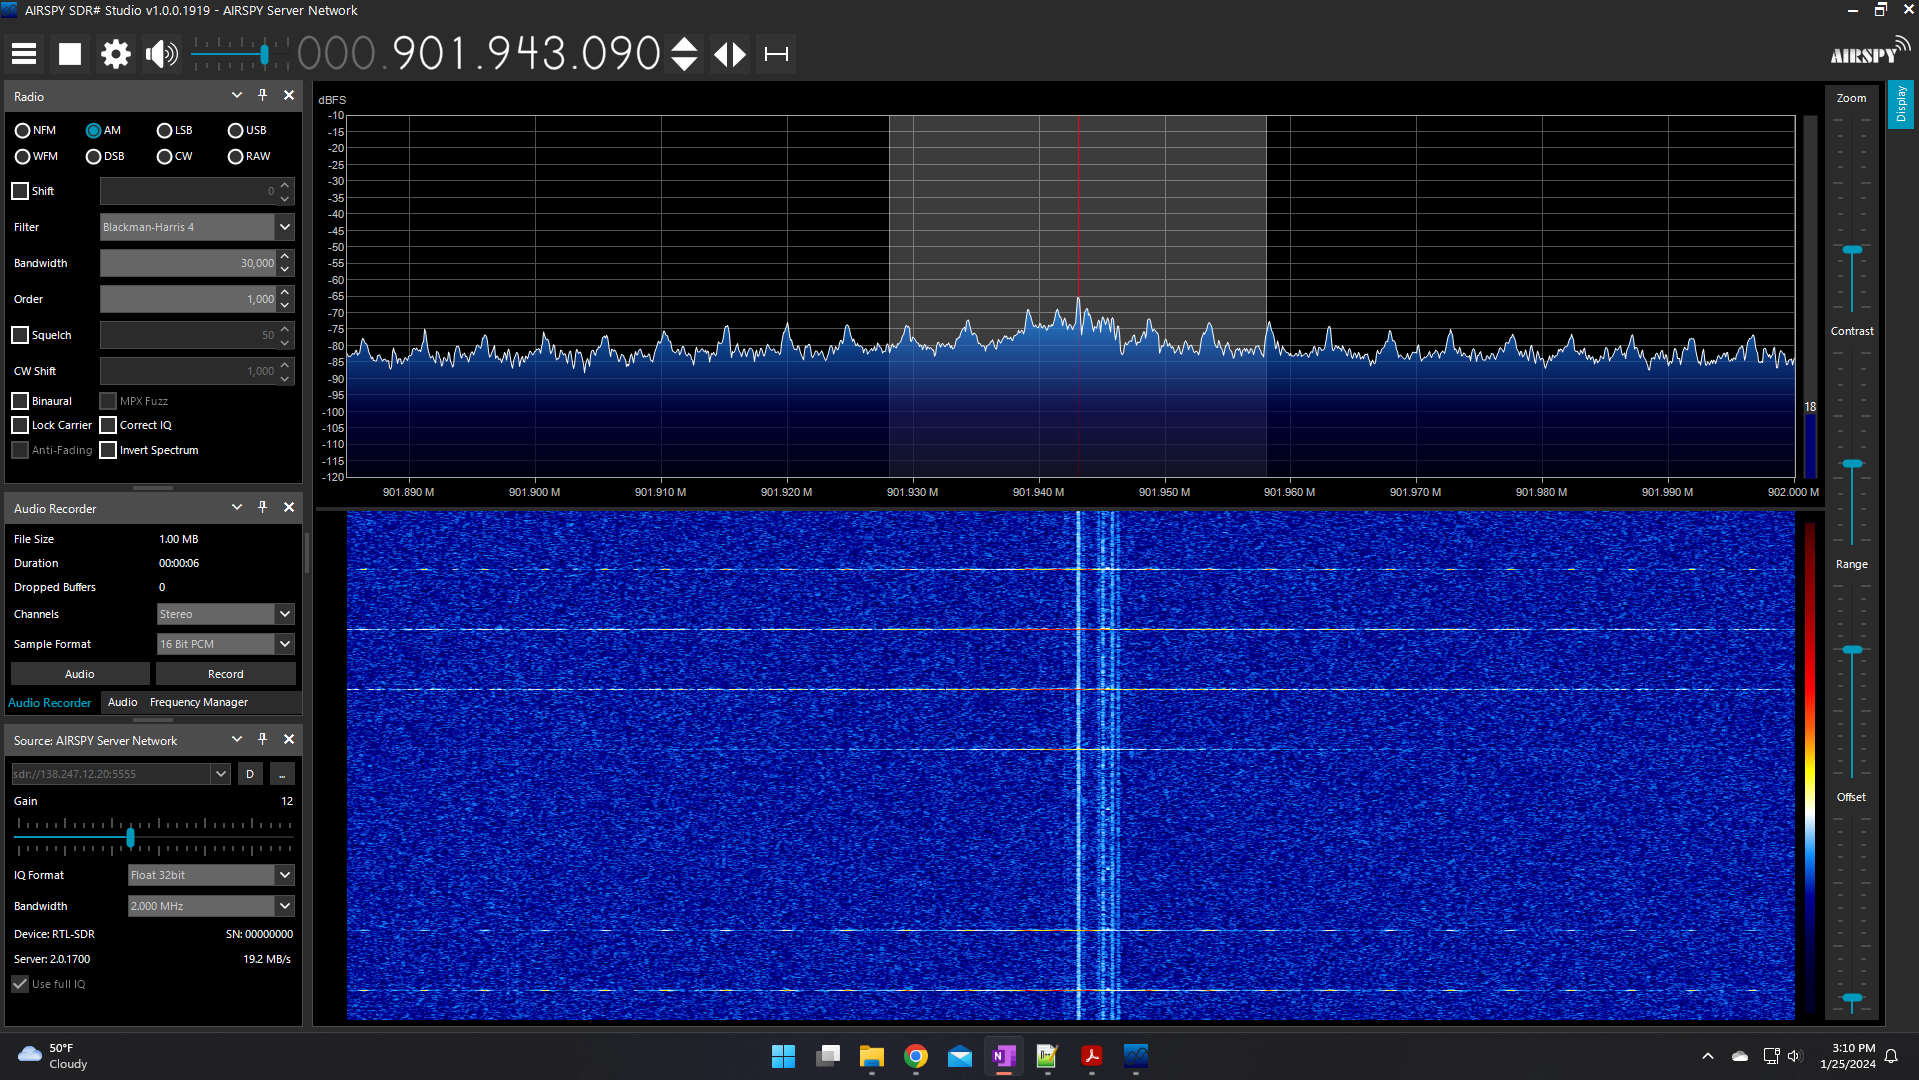 AIRSPY SDR# Studio v1.0.0.1919 - AIRSPY Server Network
000.901.943.090
AIRSPY
Radio
NFM AM LSB USB
WFM DSB CW RAW
Shift 0
Filter Blackman-Harris 4
Bandwidth 30,000
Order 1,000
Squelch 50
CW Shift 1,000
Binaural MPX Fuzz
Lock Carrier Correct IQ
Anti-Fading Invert Spectrum
Audio Recorder
File Size 1.00 MB
Duration 00:00:06
Dropped Buffers 0
Channels Stereo
Sample Format 16 Bit PCM
Audio Record
Audio Recorder Audio Frequency Manager
Source: AIRSPY Server Network
sdr://138.247.12.20:5555 D ...
Gain 12
IQ Format Float 32bit
Bandwidth 2.000 MHz
Device: RTL-SDR SN: 00000000
Server: 2.0.1700 19.2 MB/s
Use full IQ
dBFS
-10
-15
-20
-25
-30
-35
-40
-45
-50
-55
-60
-65
-70
-75
-80
-85
-90
-95
-100
-105
-110
-115
-120
901.890 M 901.900 M 901.910 M 901.920 M 901.930 M 901.940 M 901.950 M 901.960 M 901.970 M 901.980 M 901.990 M 902.000 M
18
Zoom
Contrast
Range
Offset
Display
50°F
Cloudy
3:10 PM
1/25/2024